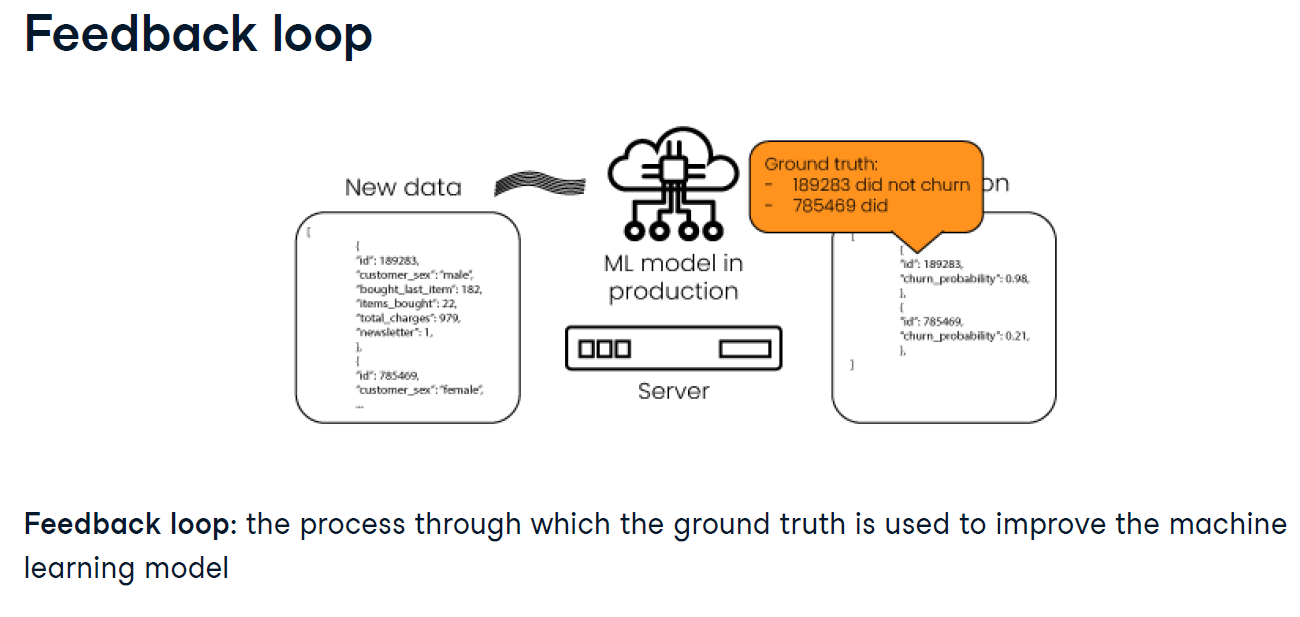 Feedback loop
New data
[
{
"id": 189283,
"customer_sex": "male",
"bought_last_item": 182,
"items_bought": 22,
"total_charges": 979,
"newsletter": 1,
},
{
"id": 785469,
"customer_sex": "female",
...
ML model in
production
Server
Ground truth:
- 189283 did not churn
- 785469 did
on
[
{
"id": 189283,
"churn_probability": 0.98,
},
{
"id": 785469,
"churn_probability": 0.21,
},
]
Feedback loop: the process through which the ground truth is used to improve the machine
learning model